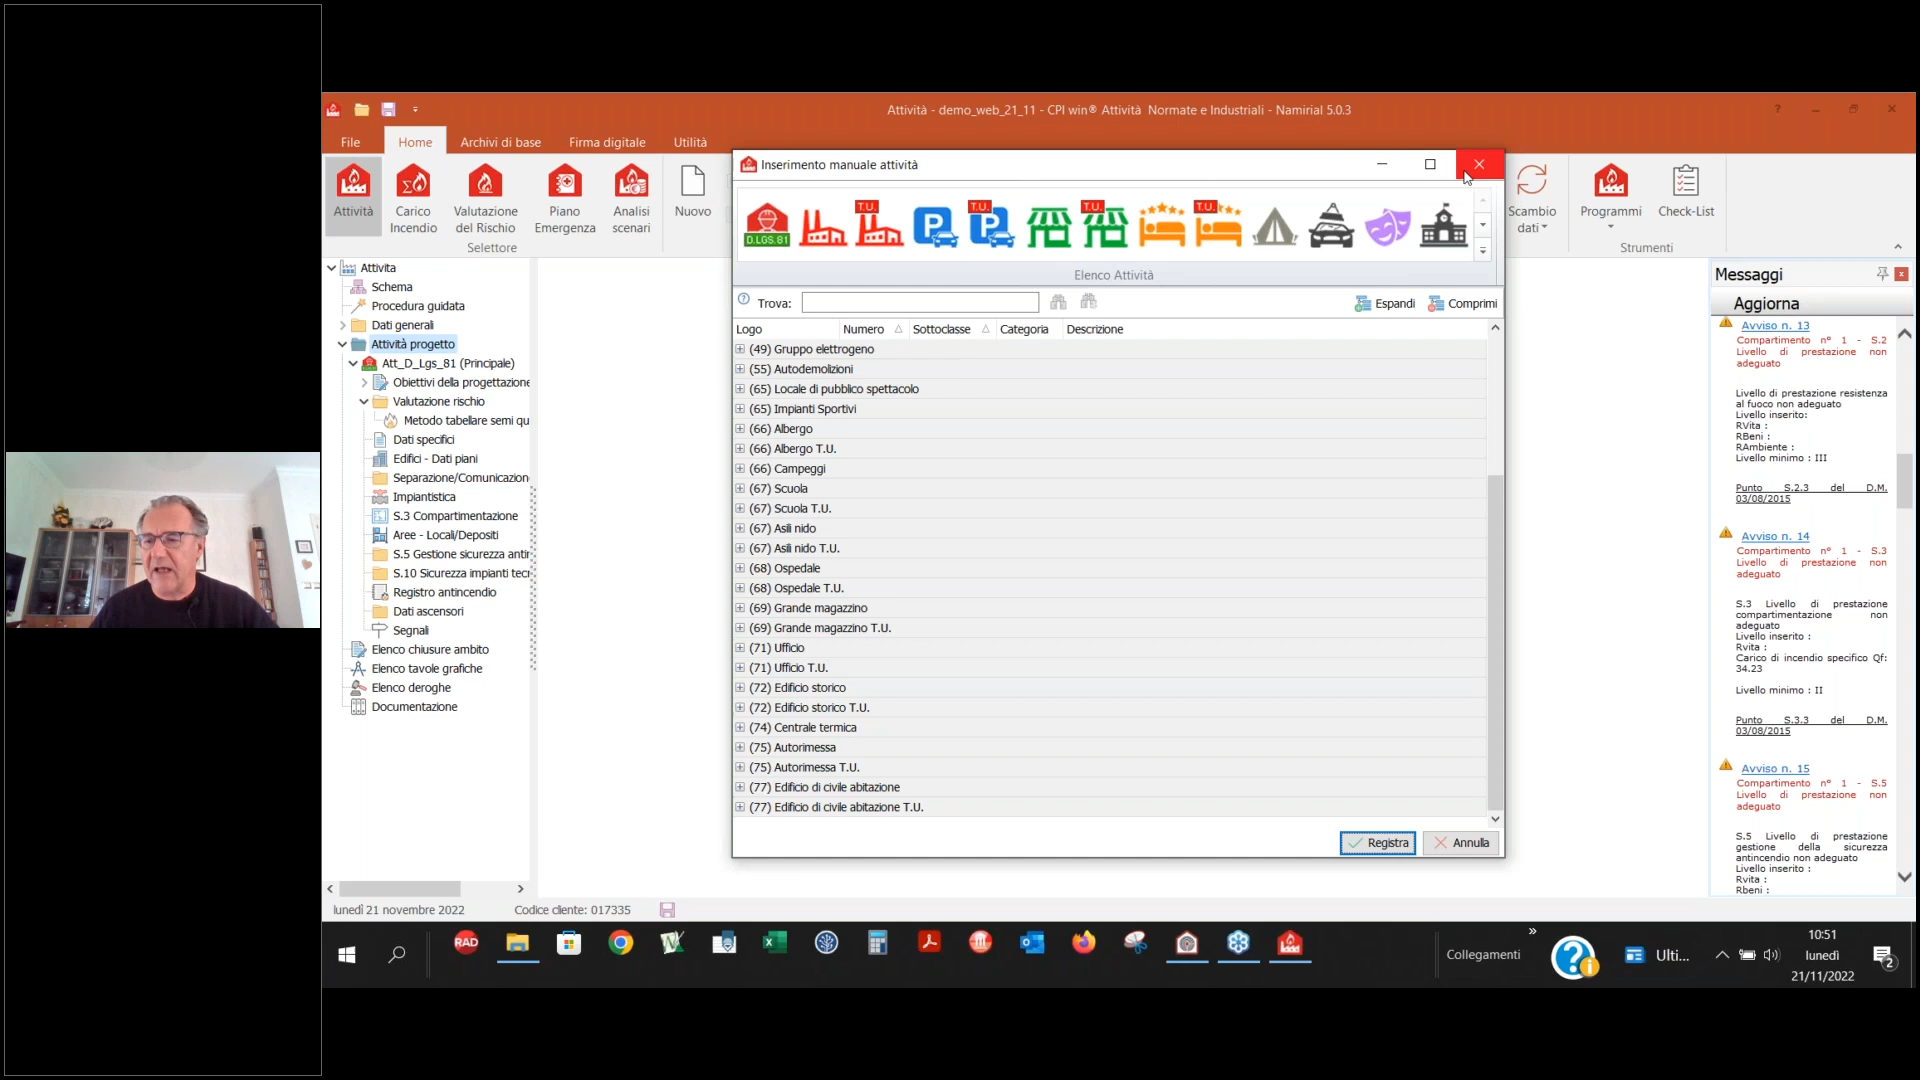 Attività - demo_web_21_11 - CPI win® Attività Normate e Industriali - Namirial 5.0.3
File
Home
Archivi di base
Firma digitale
Utilità
Attività
Carico
Incendio
Valutazione
del Rischio
Piano
Emergenza
Analisi
scenari
Selettore
Nuovo
Scambio
dati
Programmi
Check-List
Strumenti
Attivita
Schema
Procedura guidata
Dati generali
Attività progetto
Att_D_Lgs_81 (Principale)
Obiettivi della progettazione
Valutazione rischio
Metodo tabellare semi qu
Dati specifici
Edifici - Dati piani
Separazione/Comunicazion
Impiantistica
S.3 Compartimentazione
Aree - Locali/Depositi
S.5 Gestione sicurezza antin
S.10 Sicurezza impianti tecn
Registro antincendio
Dati ascensori
Segnali
Elenco chiusure ambito
Elenco tavole grafiche
Elenco deroghe
Documentazione
Inserimento manuale attività
D.LGS.81
T.U.
T.U.
T.U.
T.U.
Elenco Attività
Trova:
Espandi
Comprimi
Logo Numero Sottoclasse Categoria Descrizione
(49) Gruppo elettrogeno
(55) Autodemolizioni
(65) Locale di pubblico spettacolo
(65) Impianti Sportivi
(66) Albergo
(66) Albergo T.U.
(66) Campeggi
(67) Scuola
(67) Scuola T.U.
(67) Asili nido
(67) Asili nido T.U.
(68) Ospedale
(68) Ospedale T.U.
(69) Grande magazzino
(69) Grande magazzino T.U.
(71) Ufficio
(71) Ufficio T.U.
(72) Edificio storico
(72) Edificio storico T.U.
(74) Centrale termica
(75) Autorimessa
(75) Autorimessa T.U.
(77) Edificio di civile abitazione
(77) Edificio di civile abitazione T.U.
Registra
Annulla
Messaggi
Aggiorna
Avviso n. 13
Compartimento n° 1 - S.2
Livello di prestazione non
adeguato
Livello di prestazione resistenza
al fuoco non adeguato
Livello inserito:
RVita :
RBeni :
RAmbiente :
Livello minimo : III
Punto S.2.3 del D.M.
03/08/2015
Avviso n. 14
Compartimento n° 1 - S.3
Livello di prestazione non
adeguato
S.3 Livello di prestazione
compartimentazione non
adeguato
Livello inserito :
Rvita :
Carico di incendio specifico Qf:
34.23
Livello minimo : II
Punto S.3.3 del D.M.
03/08/2015
Avviso n. 15
Compartimento n° 1 - S.5
Livello di prestazione non
adeguato
S.5 Livello di prestazione
gestione della sicurezza
antincendio non adeguato
Livello inserito :
Rvita :
Rbeni :
lunedì 21 novembre 2022
Codice cliente: 017335
RAD
Collegamenti
Ulti...
10:51
lunedì
21/11/2022
2